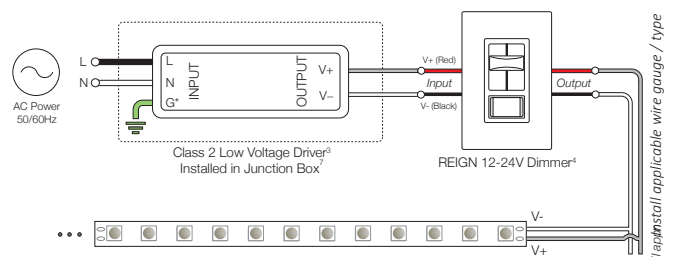 L
N
AC Power
50/60Hz
L
N
G*
INPUT
OUTPUT
V+
V–
Class 2 Low Voltage Driver³
Installed in Junction Box⁷
V+ (Red)
Input
V- (Black)
Output
REIGN 12-24V Dimmer⁴
Install applicable wire gauge / type
V-
V+